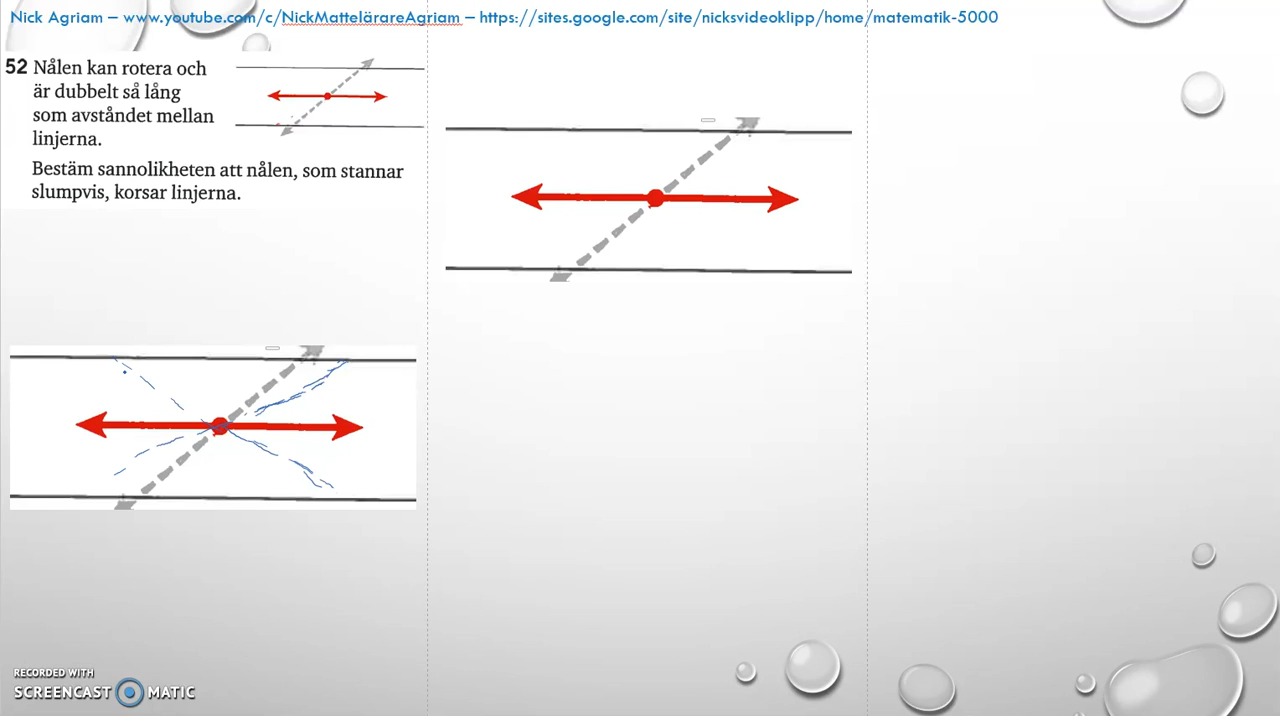 Nick Agriam – www.youtube.com/c/NickMattelärareAgriam – https://sites.google.com/site/nicksvideoklipp/home/matematik-5000
52 Nålen kan rotera och
är dubbelt så lång
som avståndet mellan
linjerna.
Bestäm sannolikheten att nålen, som stannar
slumpvis, korsar linjerna.
RECORDED WITH
SCREENCAST MATIC